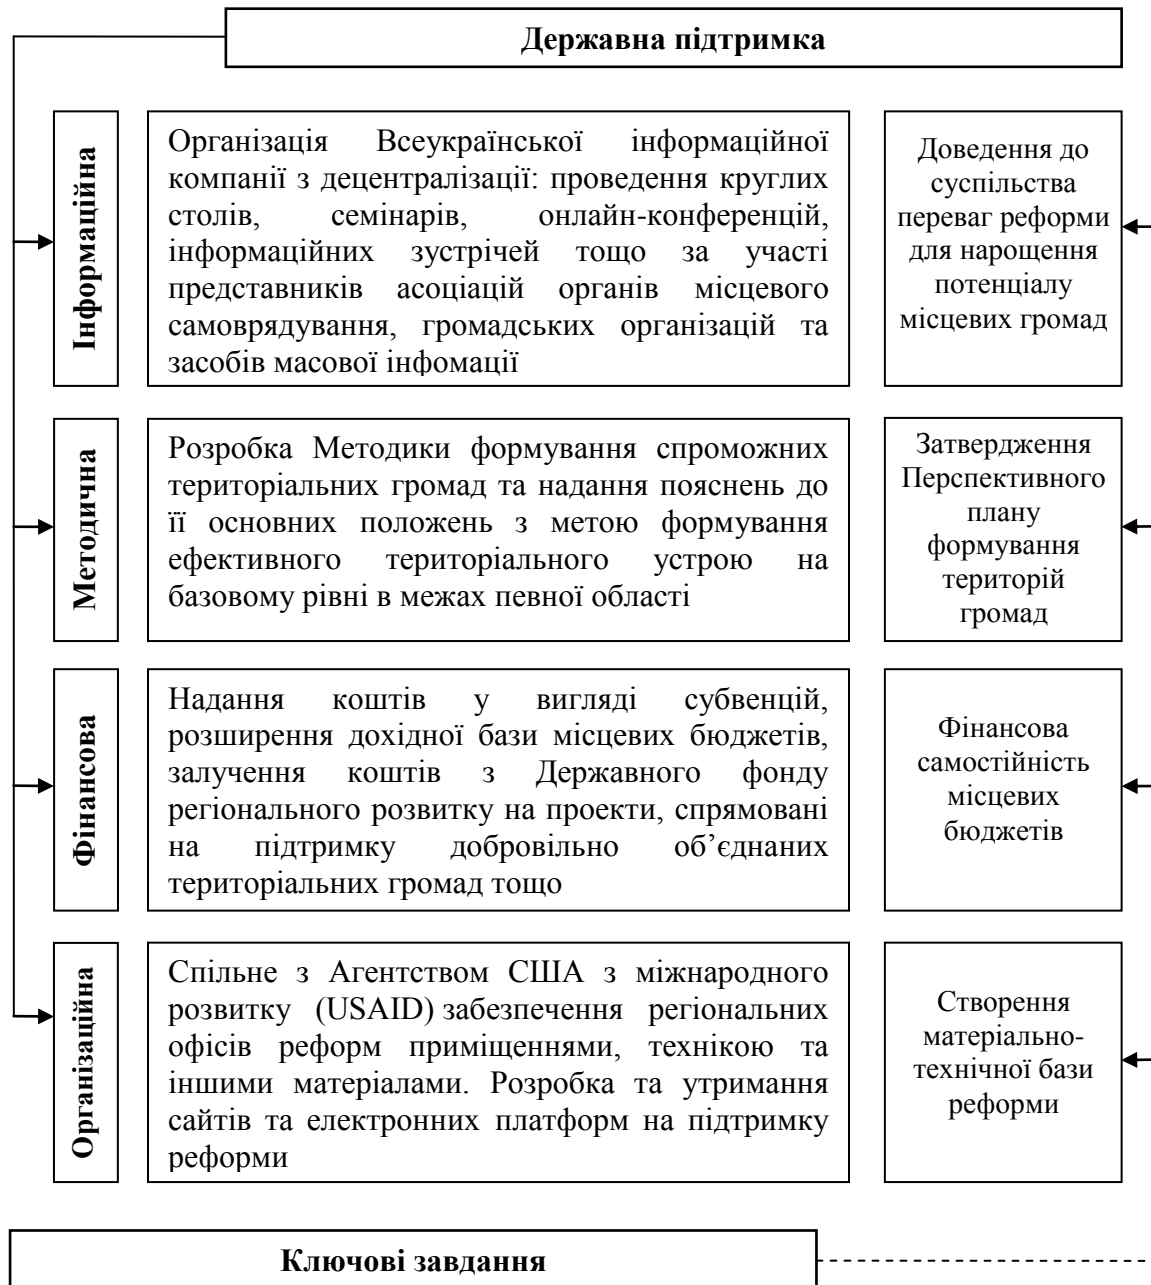 Державна підтримка
Інформаційна
Організація Всеукраїнської інформаційної
компанії з децентралізації: проведення круглих
столів, семінарів, онлайн-конференцій,
інформаційних зустрічей тощо за участі
представників асоціацій органів місцевого
самоврядування, громадських організацій та
засобів масової інфомації
Доведення до
суспільства
переваг реформи
для нарощення
потенціалу
місцевих громад
Методична
Розробка Методики формування спроможних
територіальних громад та надання пояснень до
її основних положень з метою формування
ефективного територіального устрою на
базовому рівні в межах певної області
Затвердження
Перспективного
плану
формування
територій
громад
Фінансова
Надання коштів у вигляді субвенцій,
розширення дохідної бази місцевих бюджетів,
залучення коштів з Державного фонду
регіонального розвитку на проекти, спрямовані
на підтримку добровільно об’єднаних
територіальних громад тощо
Фінансова
самостійність
місцевих
бюджетів
Організаційна
Спільне з Агентством США з міжнародного
розвитку (USAID) забезпечення регіональних
офісів реформ приміщеннями, технікою та
іншими матеріалами. Розробка та утримання
сайтів та електронних платформ на підтримку
реформи
Створення
матеріально-
технічної бази
реформи
Ключові завдання